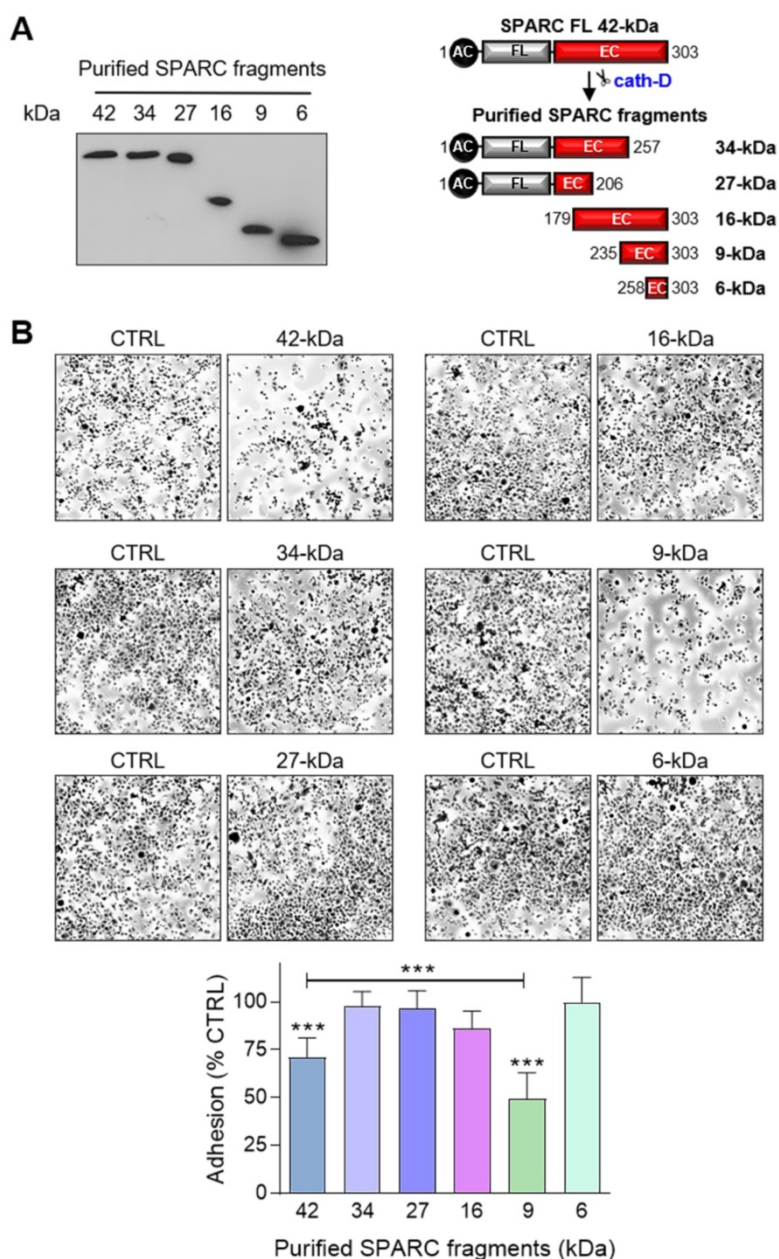 A
Purified SPARC fragments
kDa 42 34 27 16 9 6
SPARC FL 42-kDa
1 AC FL EC 303
cath-D
Purified SPARC fragments
1 AC FL EC 257 34-kDa
1 AC FL EC 206 27-kDa
179 EC 303 16-kDa
235 EC 303 9-kDa
258 EC 303 6-kDa
B
CTRL 42-kDa CTRL 16-kDa
CTRL 34-kDa CTRL 9-kDa
CTRL 27-kDa CTRL 6-kDa
Adhesion (% CTRL)
100
75
50
25
0
***
***
***
42 34 27 16 9 6
Purified SPARC fragments (kDa)